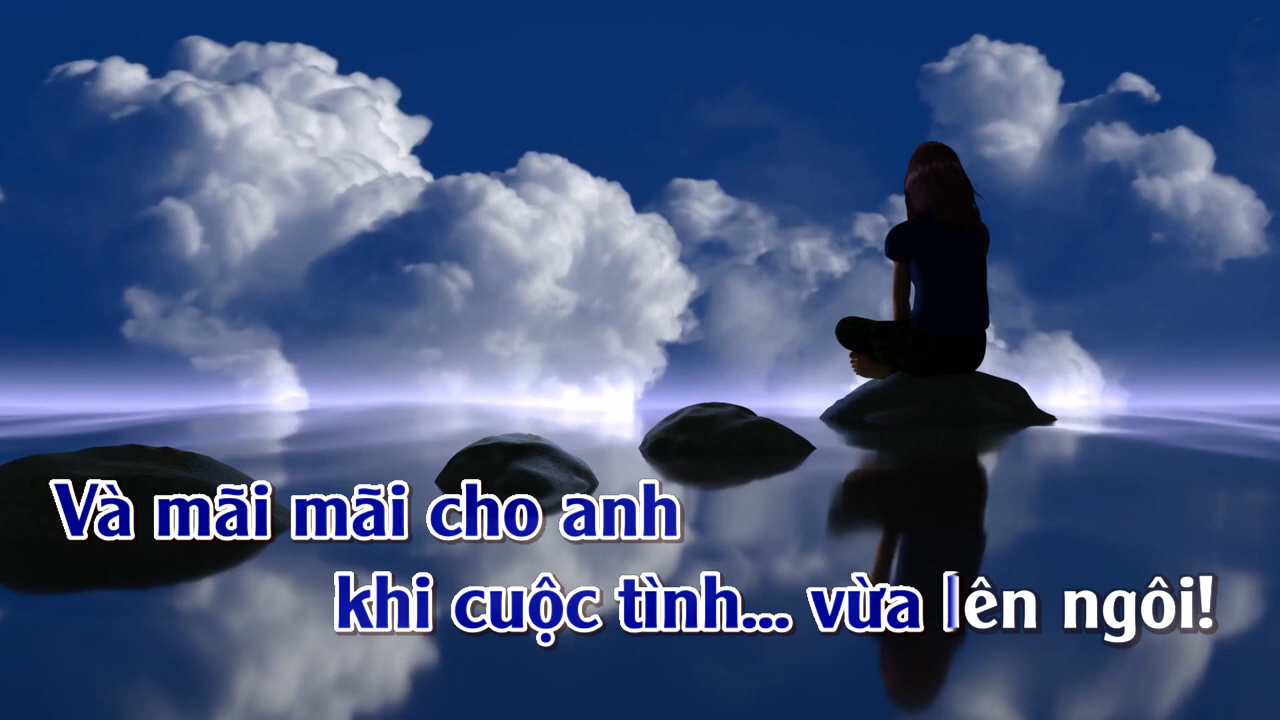 Và mãi mãi cho anh
khi cuộc tình... vừa lên ngôi!